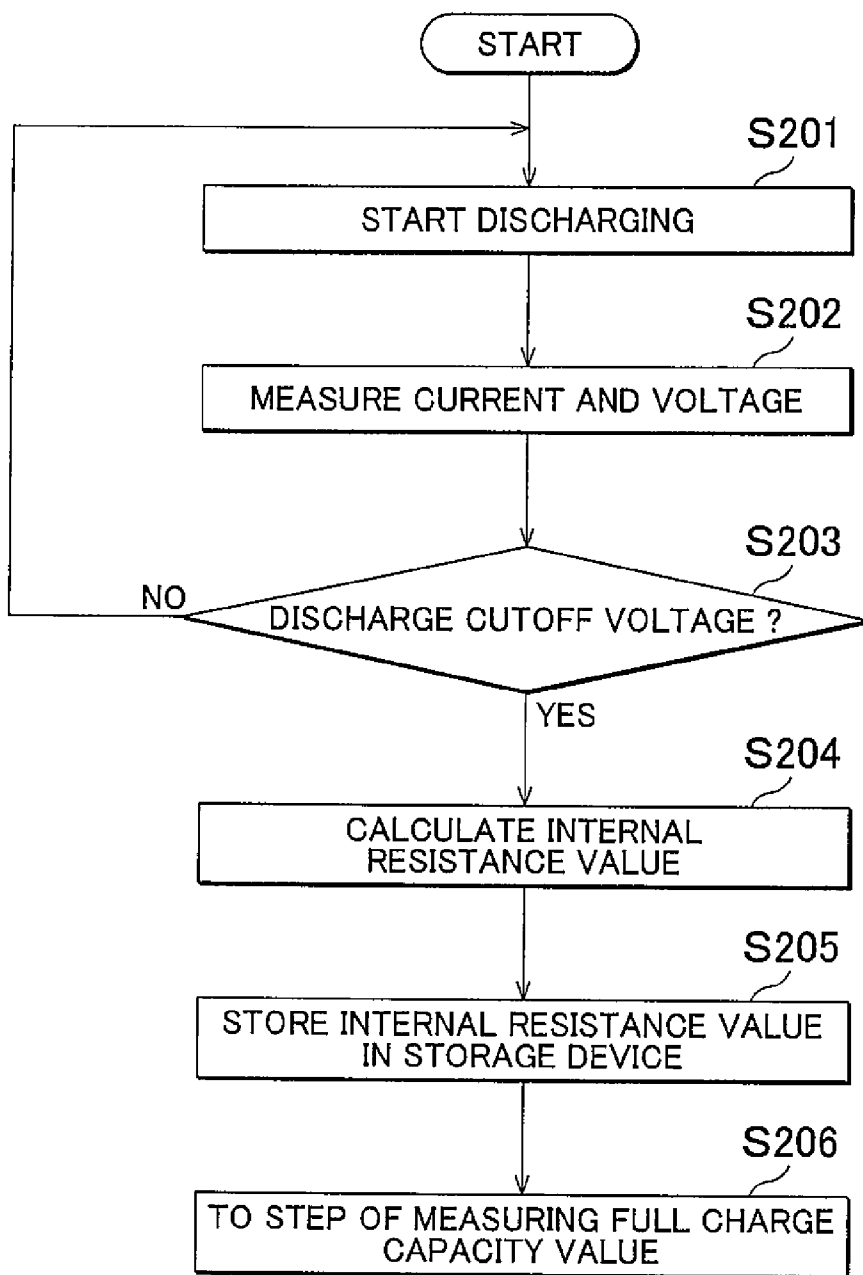 START
S201
START DISCHARGING
S202
MEASURE CURRENT AND VOLTAGE
S203
NO
DISCHARGE CUTOFF VOLTAGE ?
YES
S204
CALCULATE INTERNAL
RESISTANCE VALUE
S205
STORE INTERNAL RESISTANCE VALUE
IN STORAGE DEVICE
S206
TO STEP OF MEASURING FULL CHARGE
CAPACITY VALUE